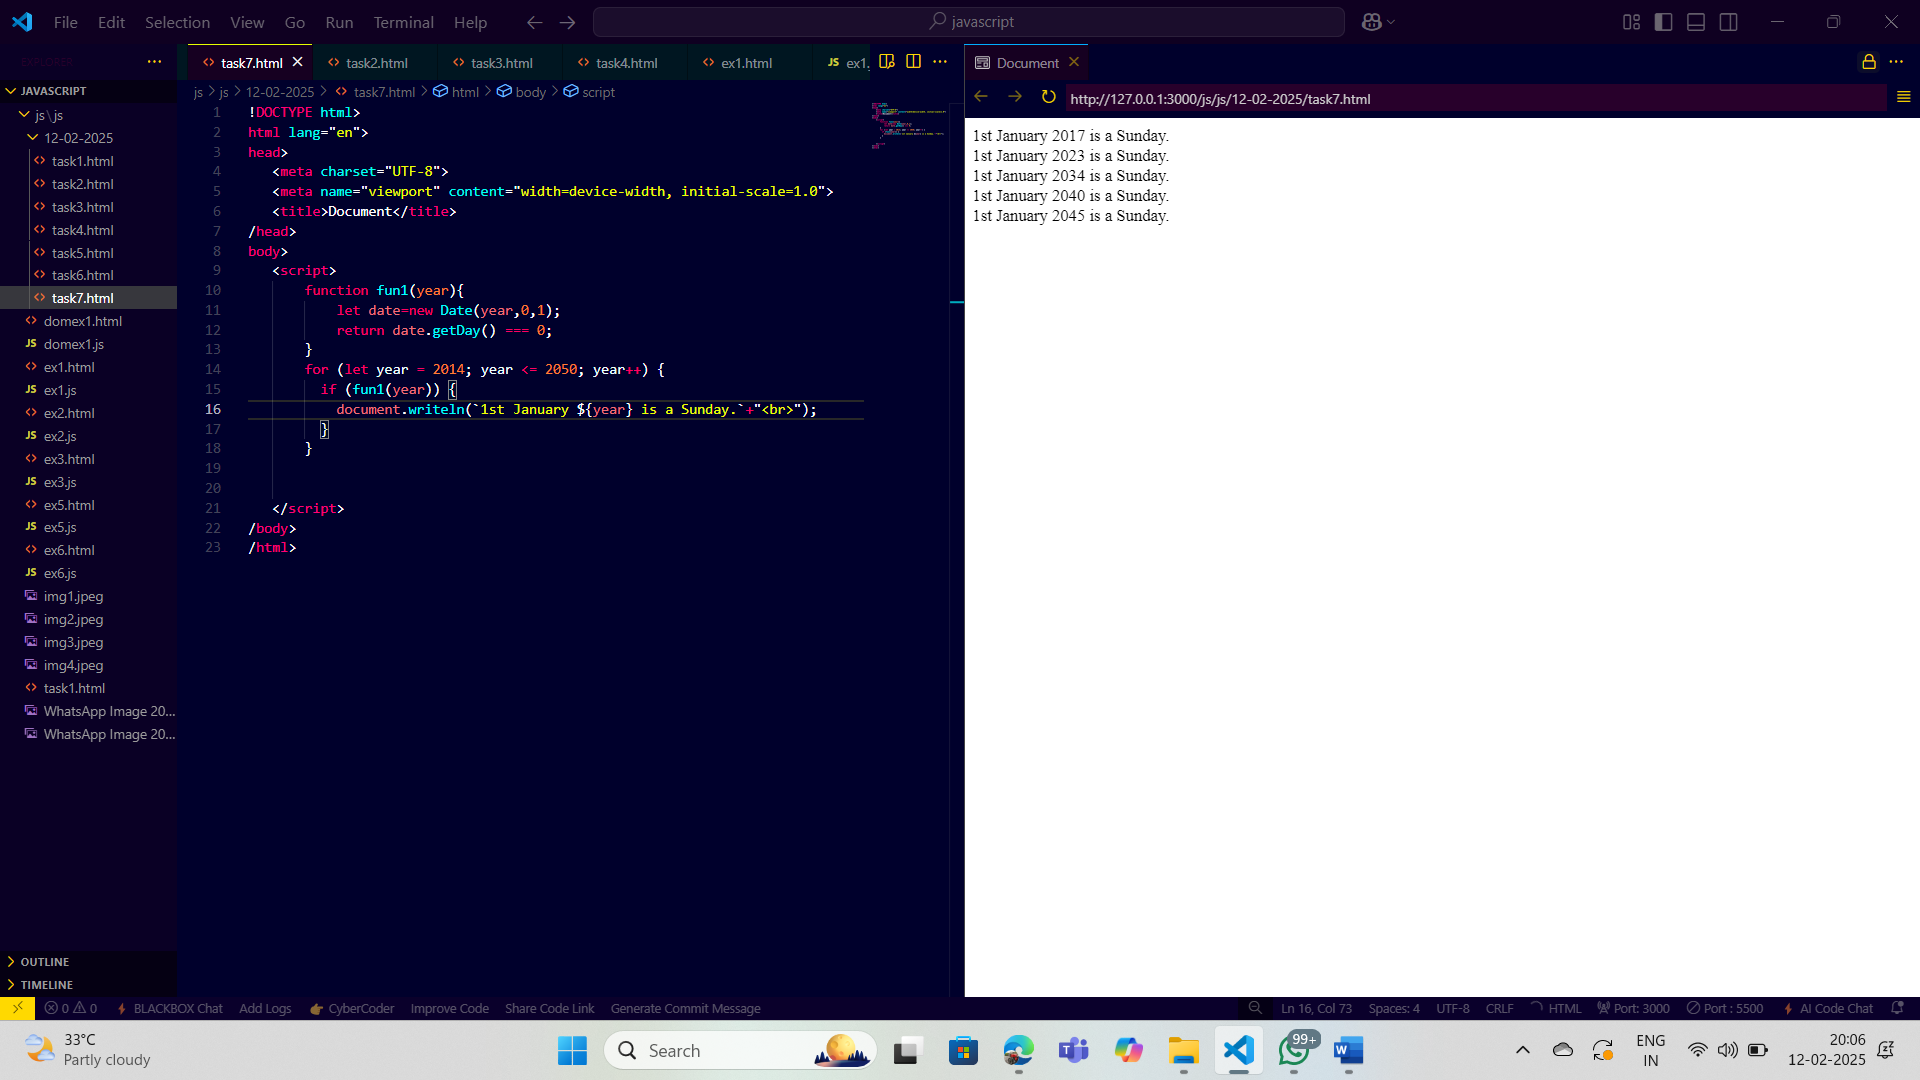 File Edit Selection View Go Run Terminal Help
javascript
JAVASCRIPT
js\js
12-02-2025
task1.html
task2.html
task3.html
task4.html
task5.html
task6.html
task7.html
domex1.html
domex1.js
ex1.html
ex1.js
ex2.html
ex2.js
ex3.html
ex3.js
ex5.html
ex5.js
ex6.html
ex6.js
img1.jpeg
img2.jpeg
img3.jpeg
img4.jpeg
task1.html
WhatsApp Image 20...
WhatsApp Image 20...
OUTLINE
TIMELINE
task7.html task2.html task3.html task4.html ex1.html JS ex1.
js > js > 12-02-2025 > task7.html > html > body > script
1 !DOCTYPE html>
2 html lang="en">
3 head>
4 <meta charset="UTF-8">
5 <meta name="viewport" content="width=device-width, initial-scale=1.0">
6 <title>Document</title>
7 /head>
8 body>
9 <script>
10 function fun1(year){
11 let date=new Date(year,0,1);
12 return date.getDay() === 0;
13 }
14 for (let year = 2014; year <= 2050; year++) {
15 if (fun1(year)) {
16 document.writeln(`1st January ${year} is a Sunday.`+"<br>");
17 }
18 }
19
20
21 </script>
22 /body>
23 /html>
Document
http://127.0.0.1:3000/js/js/12-02-2025/task7.html
1st January 2017 is a Sunday.
1st January 2023 is a Sunday.
1st January 2034 is a Sunday.
1st January 2040 is a Sunday.
1st January 2045 is a Sunday.
0 0 BLACKBOX Chat Add Logs CyberCoder Improve Code Share Code Link Generate Commit Message Ln 16, Col 73 Spaces: 4 UTF-8 CRLF HTML Port: 3000 Port : 5500 AI Code Chat
33°C
Partly cloudy
Search
99+
ENG
IN
20:06
12-02-2025